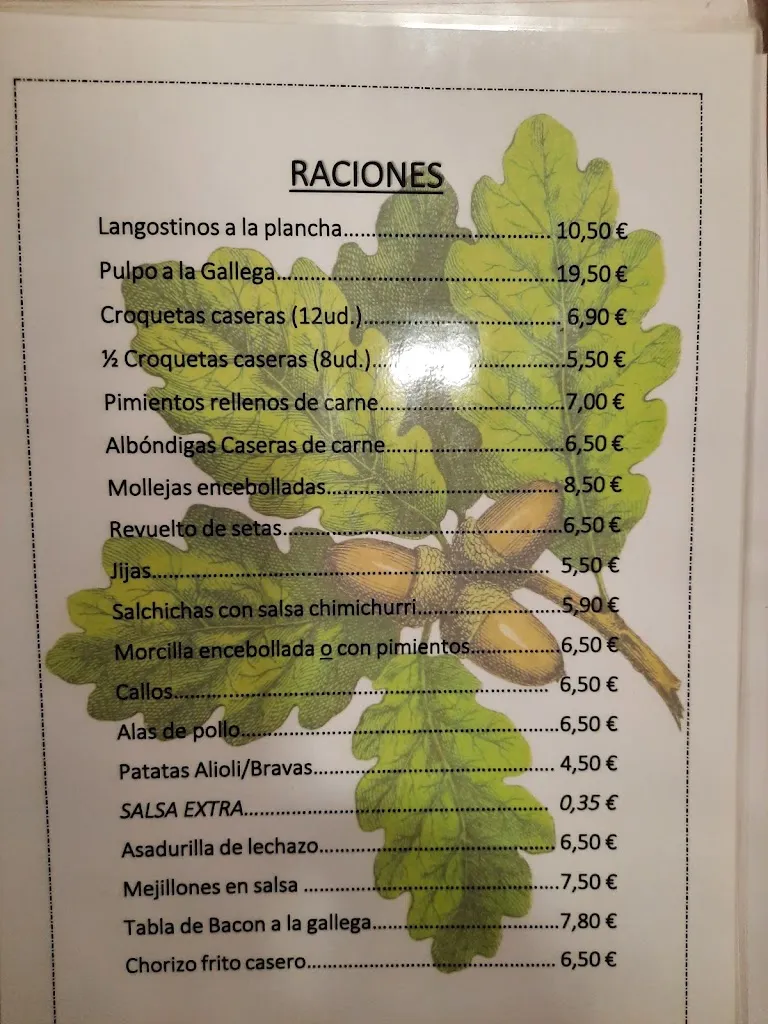 RACIONES
Langostinos a la plancha........................................ 10,50 €
Pulpo a la Gallega......................................................19,50 €
Croquetas caseras (12ud.)...................................... 6,90 €
½ Croquetas caseras (8ud.).....................................5,50 €
Pimientos rellenos de carne...................................7,00 €
Albóndigas Caseras de carne..................................6,50 €
Mollejas encebolladas.............................................8,50 €
Revuelto de setas......................................................6,50 €
Jijas.............................................................................. 5,50 €
Salchichas con salsa chimichurri............................5,90 €
Morcilla encebollada o con pimientos..................6,50 €
Callos........................................................................... 6,50 €
Alas de pollo..............................................................6,50 €
Patatas Alioli/Bravas................................................ 4,50 €
SALSA EXTRA............................................................. 0,35 €
Asadurilla de lechazo............................................... 6,50 €
Mejillones en salsa ..................................................7,50 €
Tabla de Bacon a la gallega.....................................7,80 €
Chorizo frito casero.................................................. 6,50 €